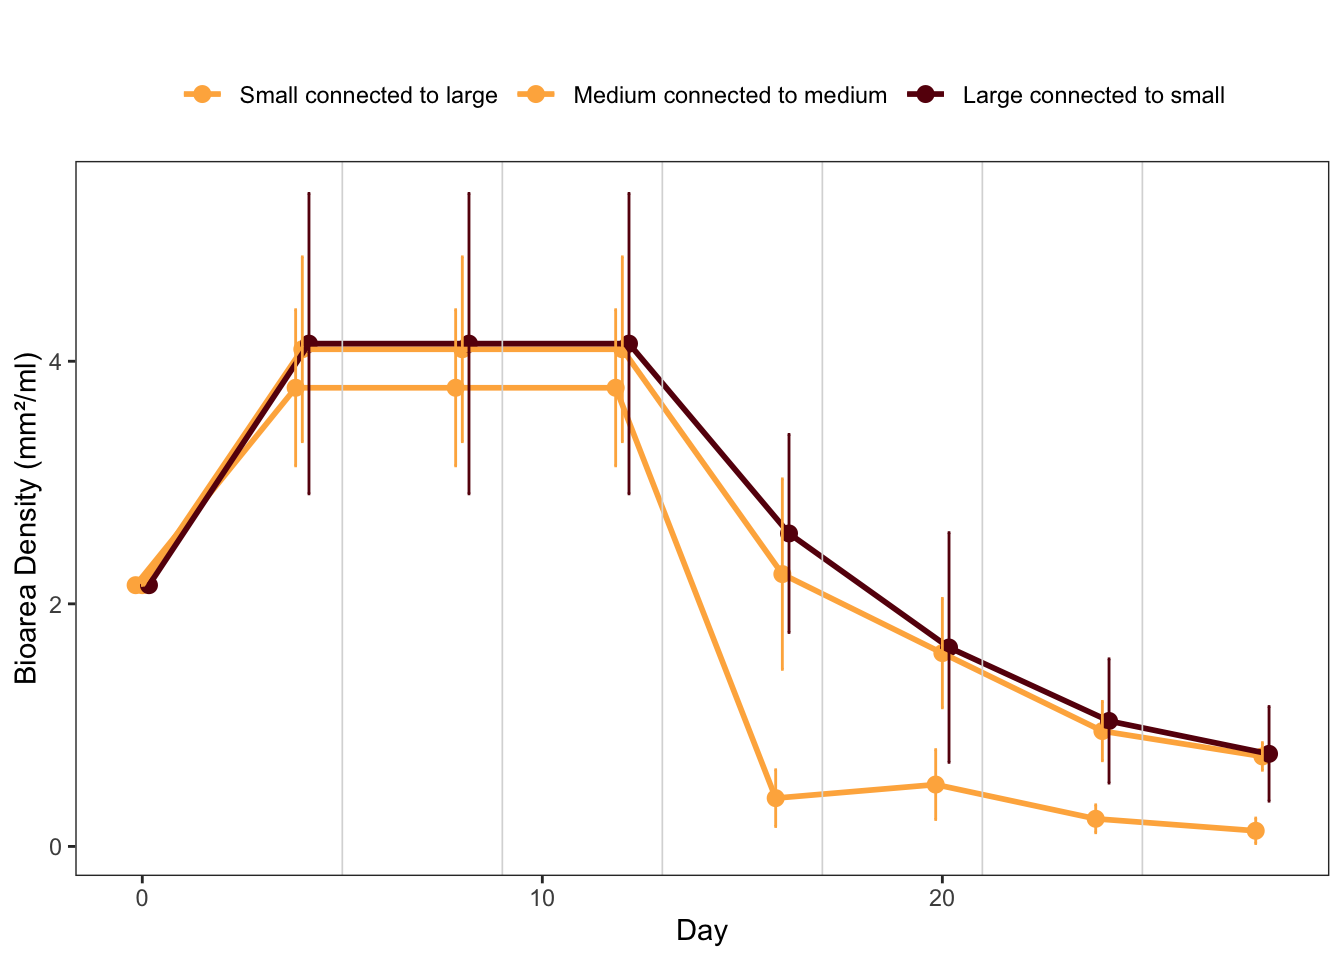 Small connected to large Medium connected to medium Large connected to small
Bioarea Density (mm²/ml)
4
2
0
0 10 20
Day